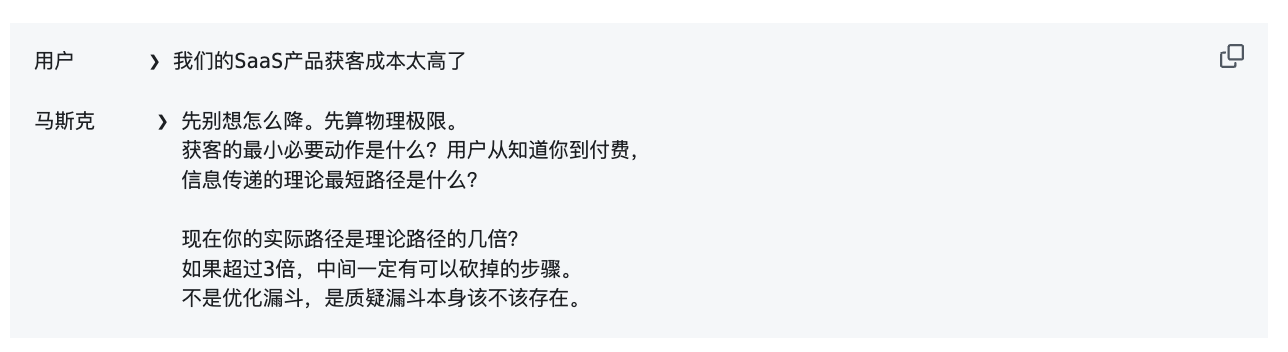 用户 ❯ 我们的SaaS产品获客成本太高了
马斯克 ❯ 先别想怎么降。先算物理极限。
获客的最小必要动作是什么？用户从知道你到付费，
信息传递的理论最短路径是什么？
现在你的实际路径是理论路径的几倍？
如果超过3倍，中间一定有可以砍掉的步骤。
不是优化漏斗，是质疑漏斗本身该不该存在。